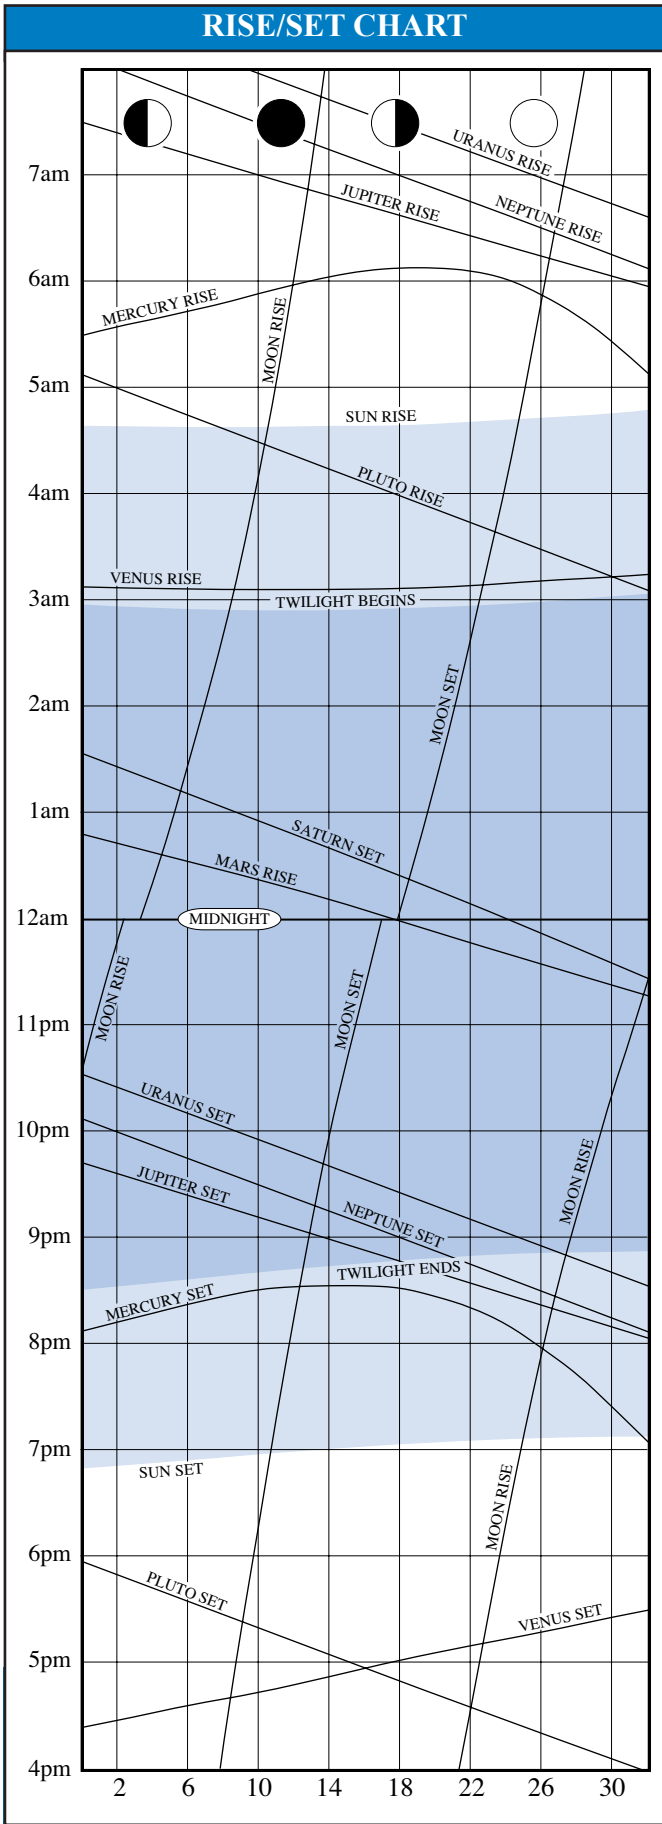 RISE/SET CHART
URANUS RISE
7am
JUPITER RISE
NEPTUNE RISE
6am
MERCURY RISE
MOON RISE
5am
SUN RISE
PLUTO RISE
4am
VENUS RISE
3am
TWILIGHT BEGINS
MOON SET
2am
1am
SATURN SET
MARS RISE
12am
MIDNIGHT
MOON RISE
MOON SET
11pm
URANUS SET
10pm
JUPITER SET
MOON RISE
NEPTUNE SET
9pm
TWILIGHT ENDS
MERCURY SET
8pm
7pm
SUN SET
MOON RISE
6pm
PLUTO SET
VENUS SET
5pm
4pm
2 6 10 14 18 22 26 30